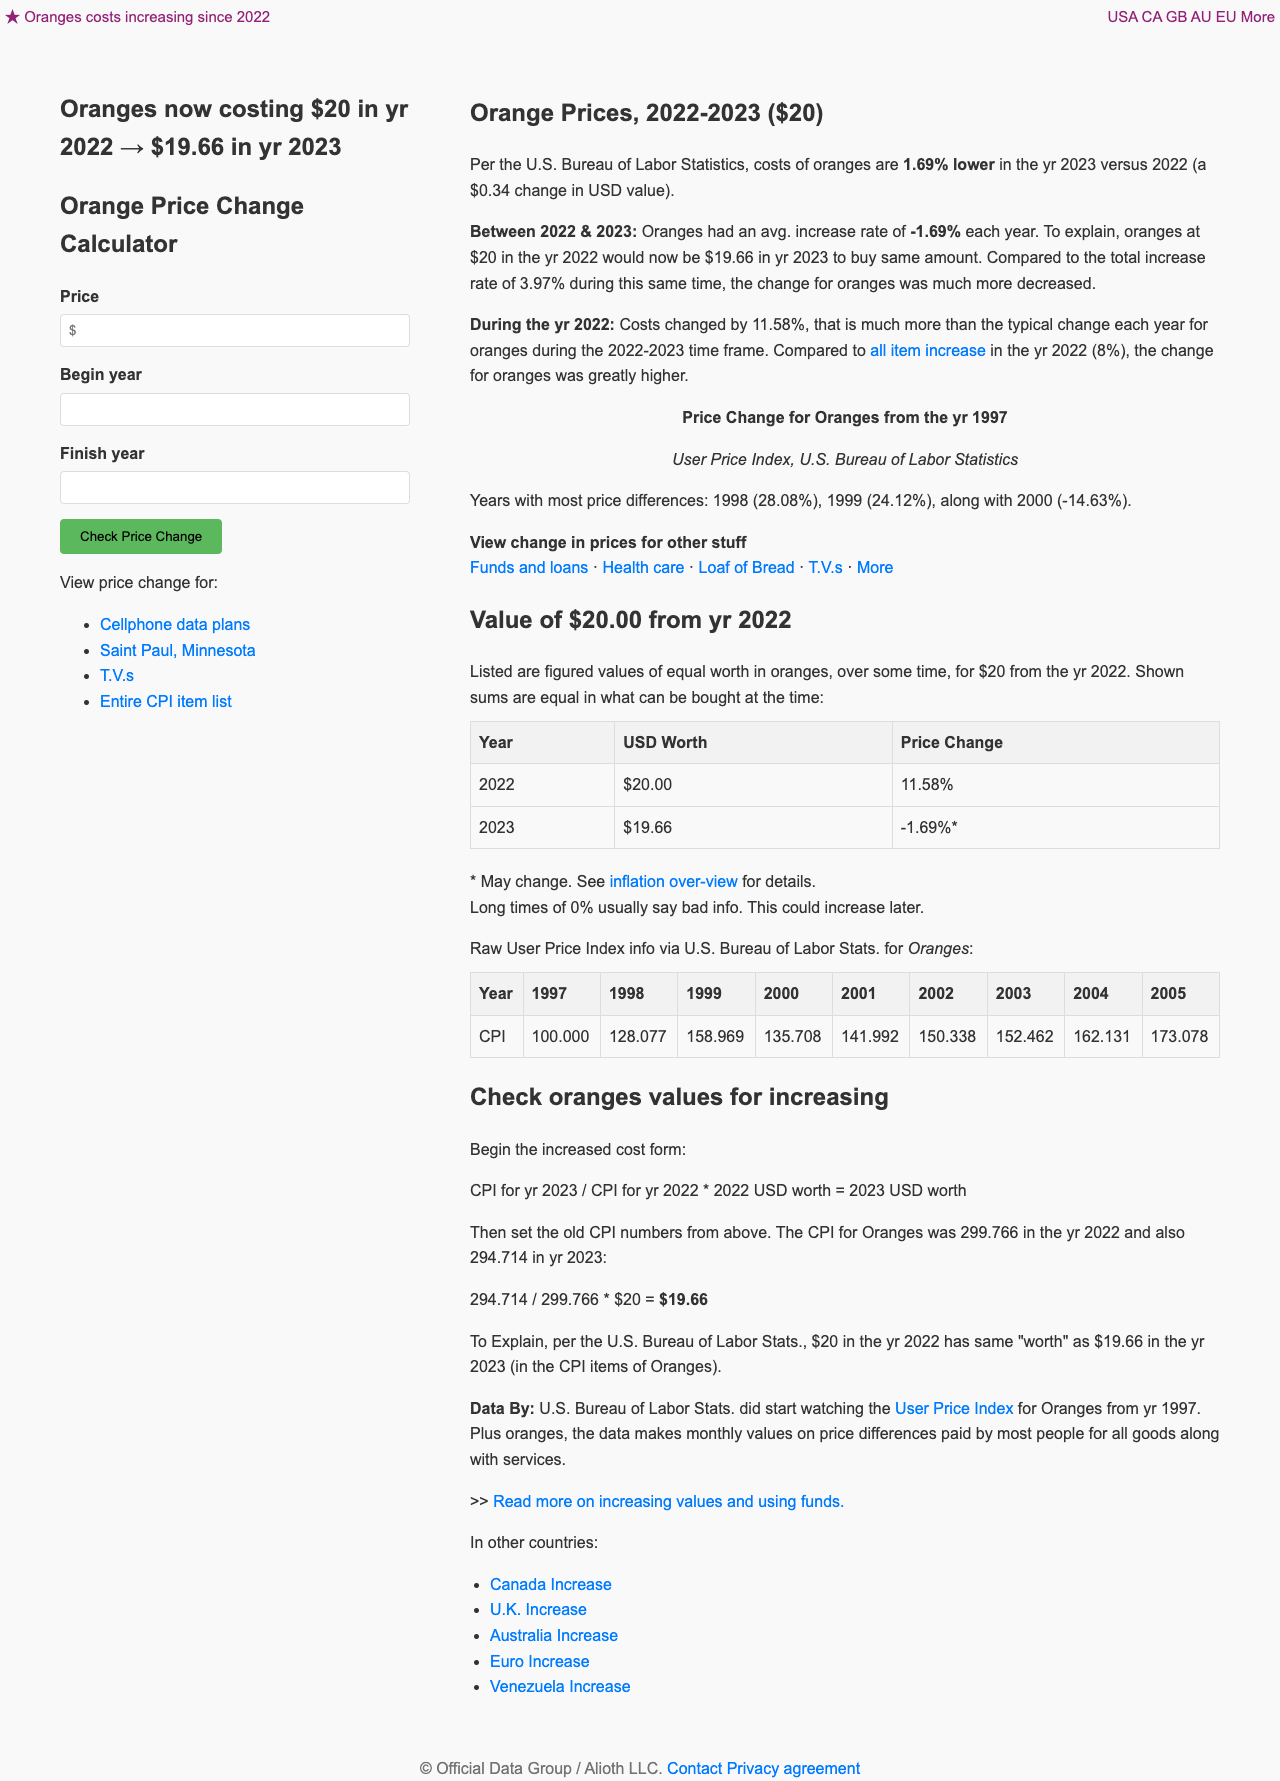 ★ Oranges costs increasing since 2022
USA CA GB AU EU More
Oranges now costing $20 in yr
2022 → $19.66 in yr 2023
Orange Price Change
Calculator
Price
$
Begin year
Finish year
Check Price Change
View price change for:
• Cellphone data plans
• Saint Paul, Minnesota
• T.V.s
• Entire CPI item list
Orange Prices, 2022-2023 ($20)
Per the U.S. Bureau of Labor Statistics, costs of oranges are 1.69% lower in the yr 2023 versus 2022 (a
$0.34 change in USD value).
Between 2022 & 2023: Oranges had an avg. increase rate of -1.69% each year. To explain, oranges at
$20 in the yr 2022 would now be $19.66 in yr 2023 to buy same amount. Compared to the total increase
rate of 3.97% during this same time, the change for oranges was much more decreased.
During the yr 2022: Costs changed by 11.58%, that is much more than the typical change each year for
oranges during the 2022-2023 time frame. Compared to all item increase in the yr 2022 (8%), the change
for oranges was greatly higher.
Price Change for Oranges from the yr 1997
User Price Index, U.S. Bureau of Labor Statistics
Years with most price differences: 1998 (28.08%), 1999 (24.12%), along with 2000 (-14.63%).
View change in prices for other stuff
Funds and loans · Health care · Loaf of Bread · T.V.s · More
Value of $20.00 from yr 2022
Listed are figured values of equal worth in oranges, over some time, for $20 from the yr 2022. Shown
sums are equal in what can be bought at the time:
Year USD Worth Price Change
2022 $20.00 11.58%
2023 $19.66 -1.69%*
* May change. See inflation over-view for details.
Long times of 0% usually say bad info. This could increase later.
Raw User Price Index info via U.S. Bureau of Labor Stats. for Oranges:
Year 1997 1998 1999 2000 2001 2002 2003 2004 2005
CPI 100.000 128.077 158.969 135.708 141.992 150.338 152.462 162.131 173.078
Check oranges values for increasing
Begin the increased cost form:
CPI for yr 2023 / CPI for yr 2022 * 2022 USD worth = 2023 USD worth
Then set the old CPI numbers from above. The CPI for Oranges was 299.766 in the yr 2022 and also
294.714 in yr 2023:
294.714 / 299.766 * $20 = $19.66
To Explain, per the U.S. Bureau of Labor Stats., $20 in the yr 2022 has same "worth" as $19.66 in the yr
2023 (in the CPI items of Oranges).
Data By: U.S. Bureau of Labor Stats. did start watching the User Price Index for Oranges from yr 1997.
Plus oranges, the data makes monthly values on price differences paid by most people for all goods along
with services.
>> Read more on increasing values and using funds.
In other countries:
• Canada Increase
• U.K. Increase
• Australia Increase
• Euro Increase
• Venezuela Increase
© Official Data Group / Alioth LLC. Contact Privacy agreement